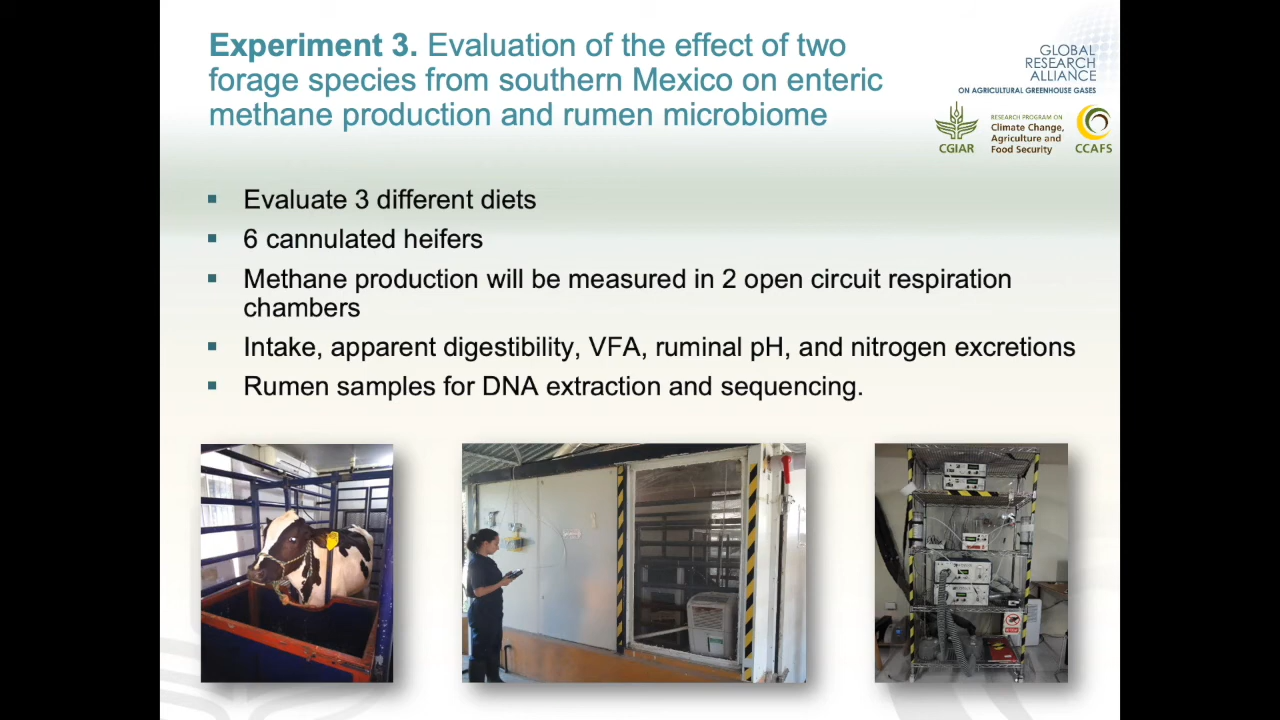 Experiment 3. Evaluation of the effect of two
forage species from southern Mexico on enteric
methane production and rumen microbiome
GLOBAL
RESEARCH
ALLIANCE
ON AGRICULTURAL GREENHOUSE GASES
CGIAR
RESEARCH PROGRAM ON
Climate Change,
Agriculture and
Food Security
CCAFS
▪ Evaluate 3 different diets
▪ 6 cannulated heifers
▪ Methane production will be measured in 2 open circuit respiration
chambers
▪ Intake, apparent digestibility, VFA, ruminal pH, and nitrogen excretions
▪ Rumen samples for DNA extraction and sequencing.